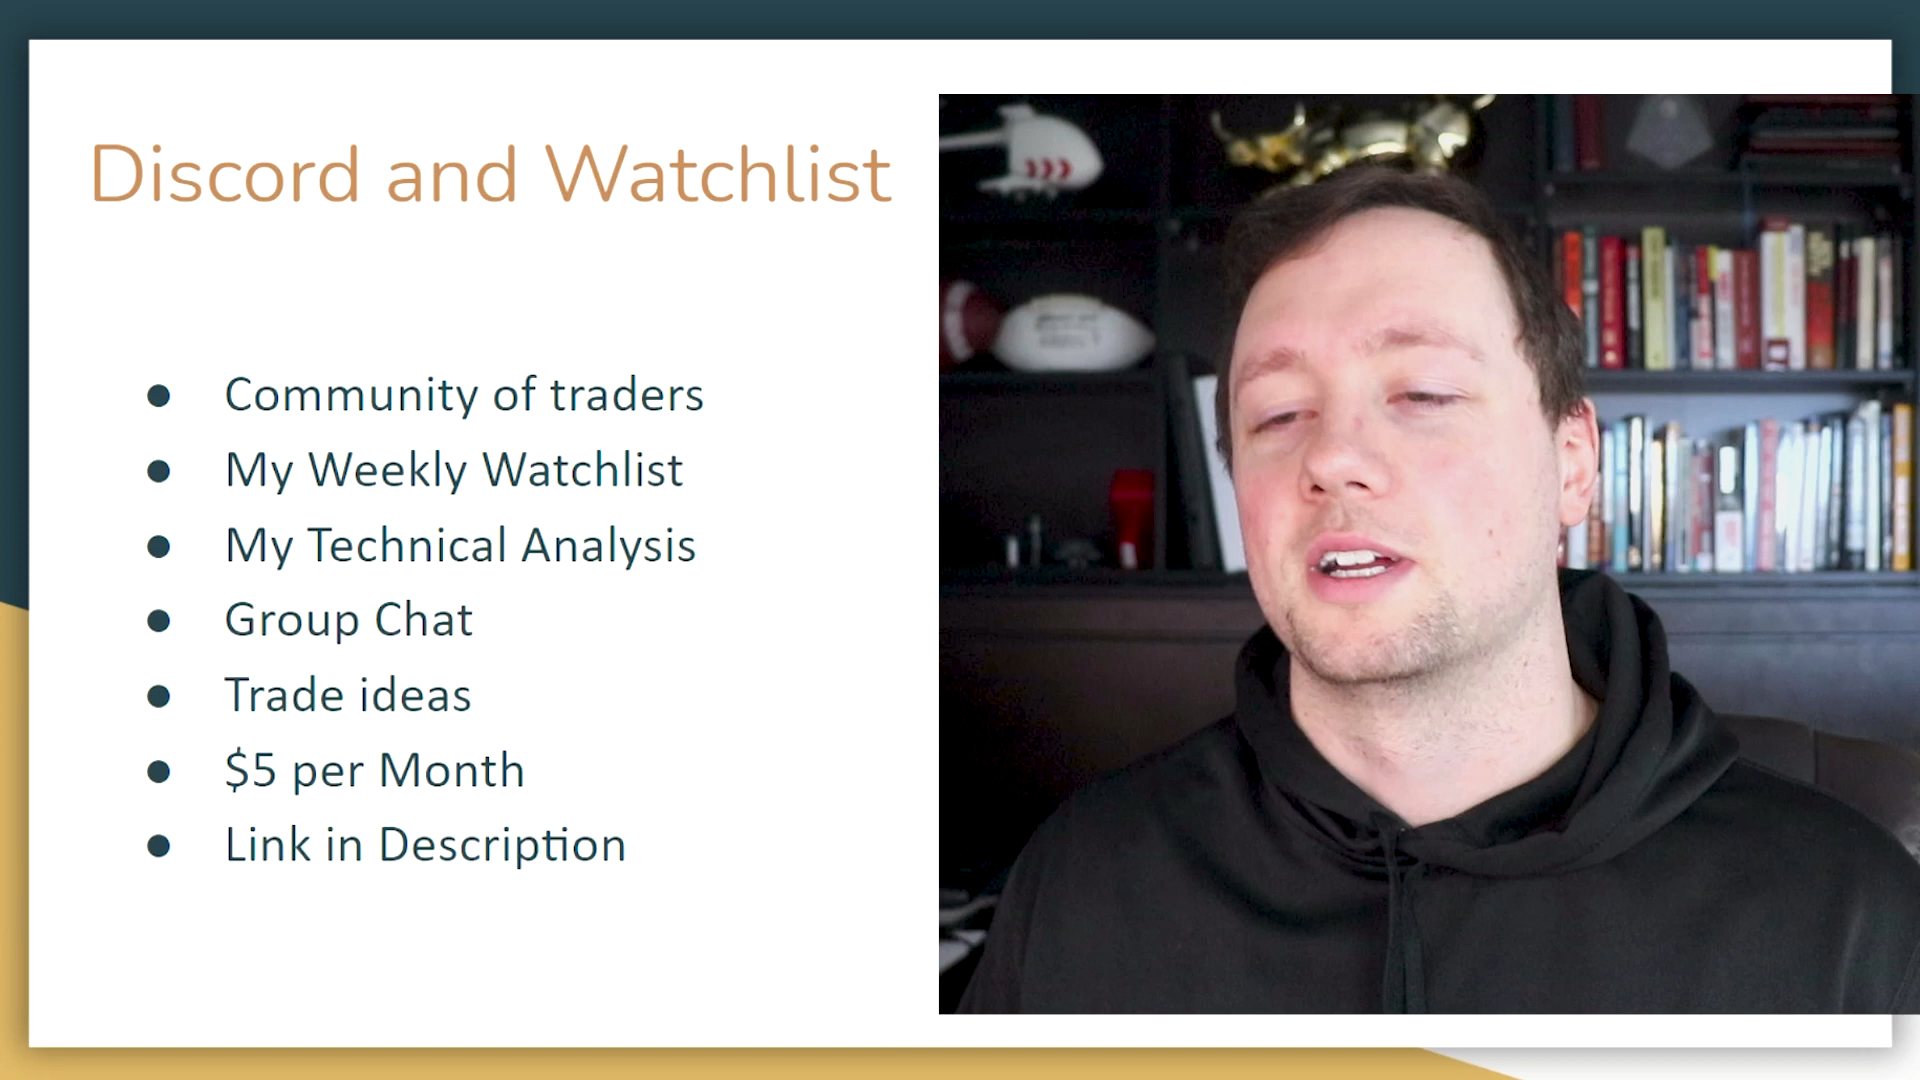 Discord and Watchlist
Community of traders
My Weekly Watchlist
My Technical Analysis
Group Chat
Trade ideas
$5 per Month
Link in Description